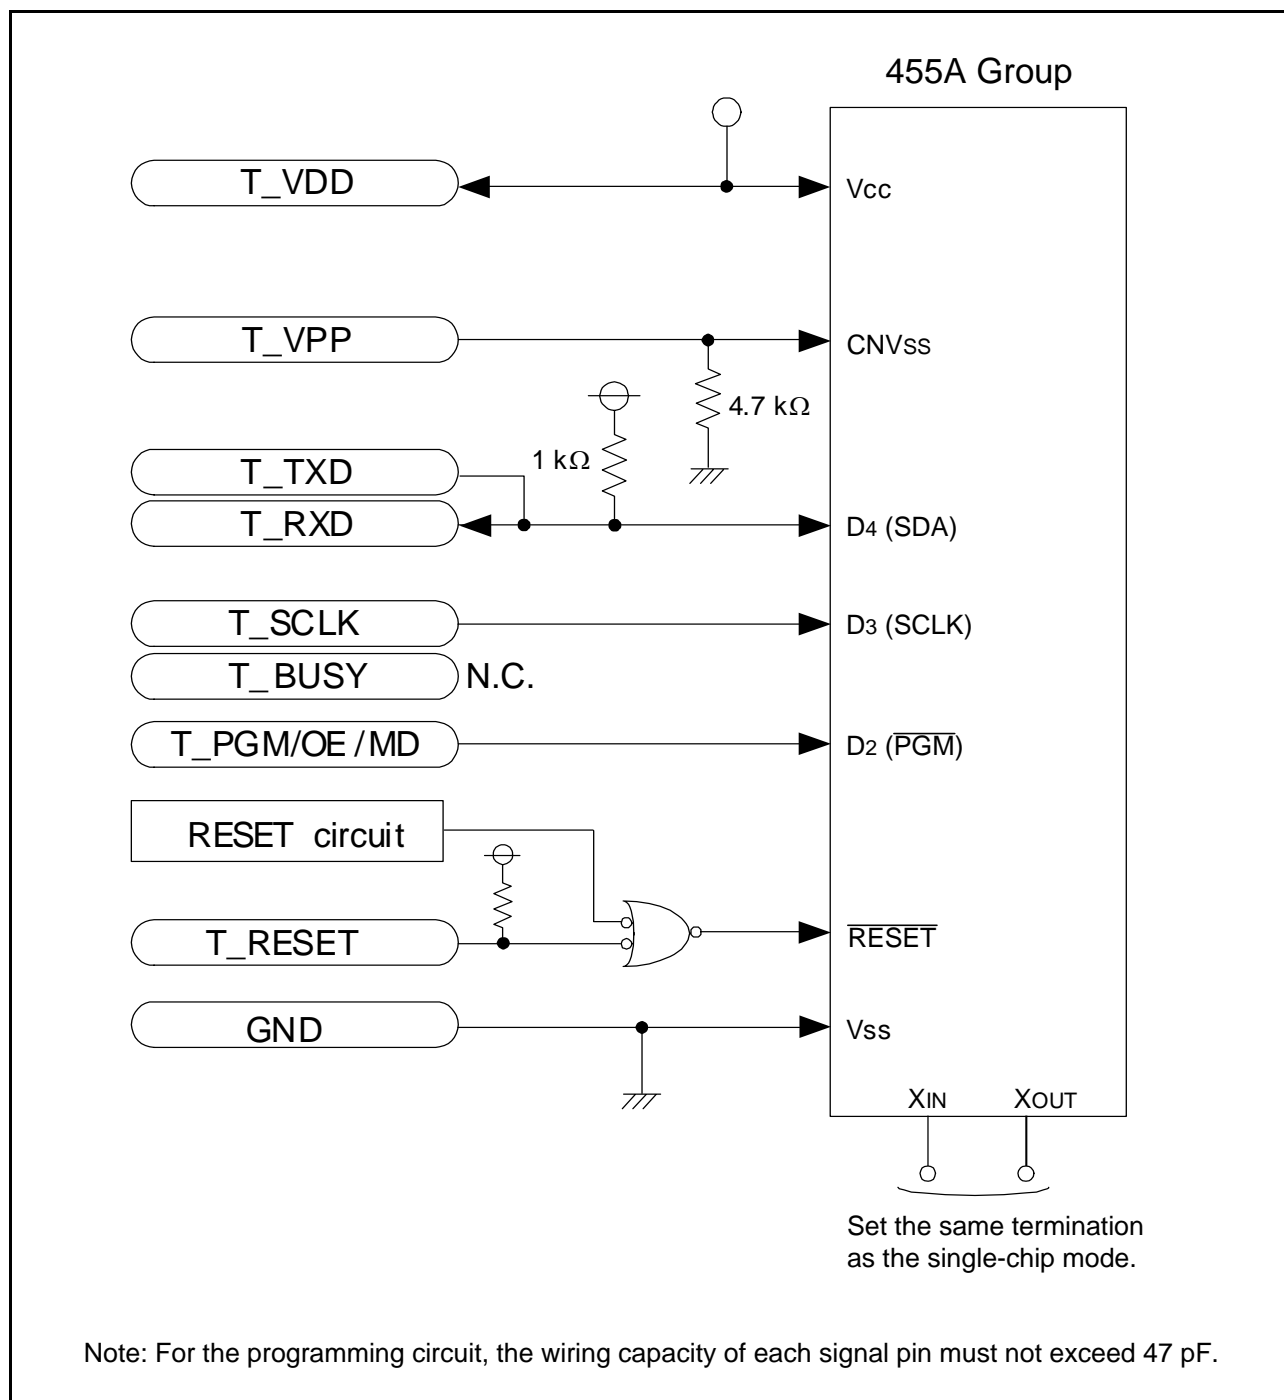 455A Group
T_VDD
Vcc
T_VPP
CNVss
4.7 kΩ
1 kΩ
T_TXD
T_RXD
D4 (SDA)
T_SCLK
D3 (SCLK)
T_BUSY N.C.
T_PGM/OE/MD
D2 (P̅G̅M̅)
RESET circuit
T_RESET
R̅E̅S̅E̅T̅
GND
Vss
XIN XOUT
Set the same termination
as the single-chip mode.
Note: For the programming circuit, the wiring capacity of each signal pin must not exceed 47 pF.